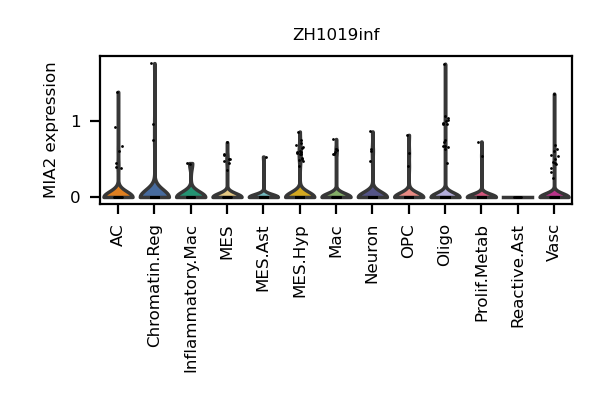 ZH1019inf
MIA2 expression
1
0
AC
Chromatin.Reg
Inflammatory.Mac
MES
MES.Ast
MES.Hyp
Mac
Neuron
OPC
Oligo
Prolif.Metab
Reactive.Ast
Vasc